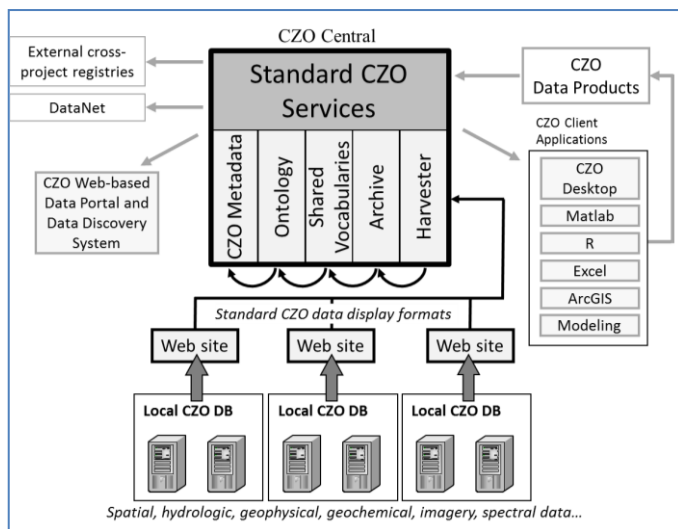 CZO Central
External cross-
project registries
DataNet
CZO Web-based
Data Portal and
Data Discovery
System
Standard CZO
Services
CZO Metadata
Ontology
Shared
Vocabularies
Archive
Harvester
CZO
Data Products
CZO Client
Applications
CZO
Desktop
Matlab
R
Excel
ArcGIS
Modeling
Standard CZO data display formats
Web site
Web site
Web site
Local CZO DB
Local CZO DB
Local CZO DB
Spatial, hydrologic, geophysical, geochemical, imagery, spectral data...